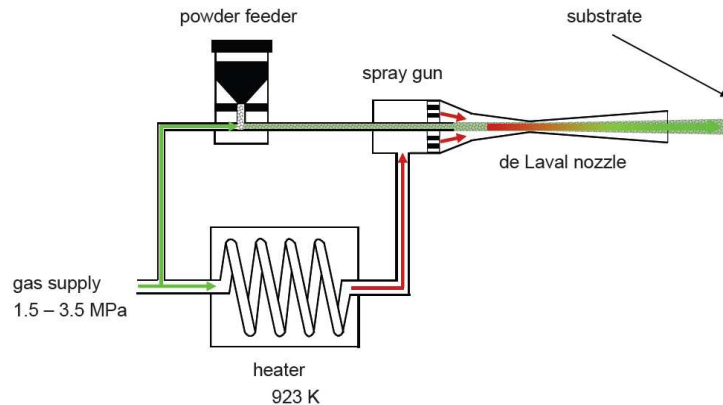 powder feeder
substrate
spray gun
de Laval nozzle
gas supply
1.5 – 3.5 MPa
heater
923 K